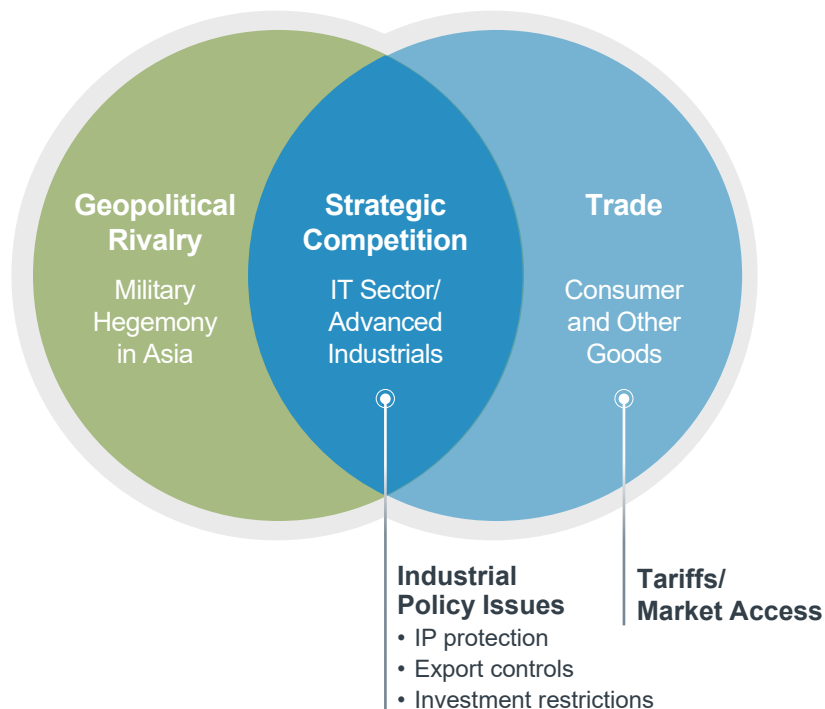 Geopolitical
Rivalry
Military
Hegemony
in Asia
Strategic
Competition
IT Sector/
Advanced
Industrials
Trade
Consumer
and Other
Goods
Industrial
Policy Issues
• IP protection
• Export controls
• Investment restrictions
Tariffs/
Market Access